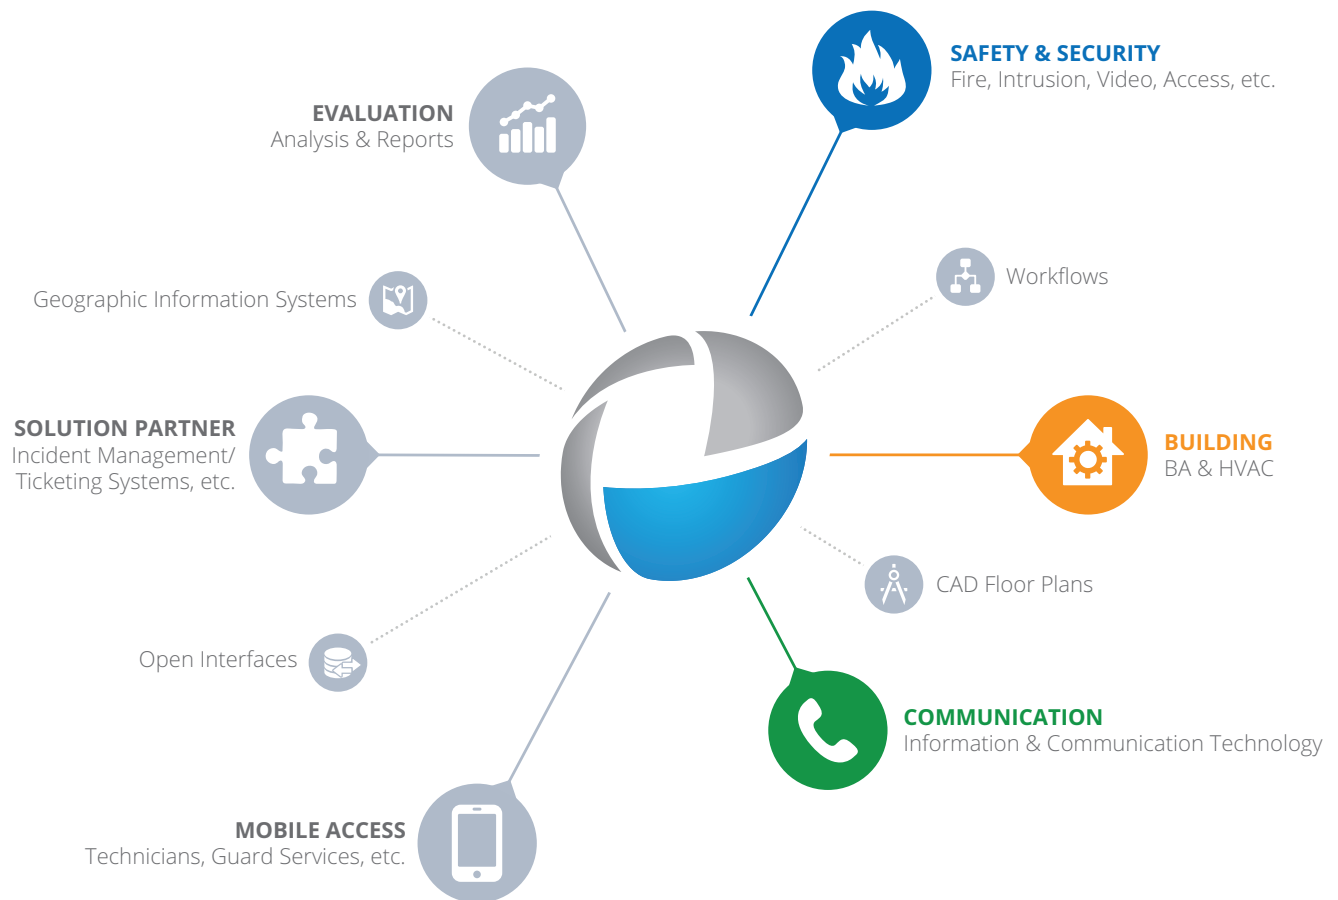 SAFETY & SECURITY
Fire, Intrusion, Video, Access, etc.
EVALUATION
Analysis & Reports
Workflows
Geographic Information Systems
SOLUTION PARTNER
Incident Management/
Ticketing Systems, etc.
BUILDING
BA & HVAC
CAD Floor Plans
Open Interfaces
COMMUNICATION
Information & Communication Technology
MOBILE ACCESS
Technicians, Guard Services, etc.